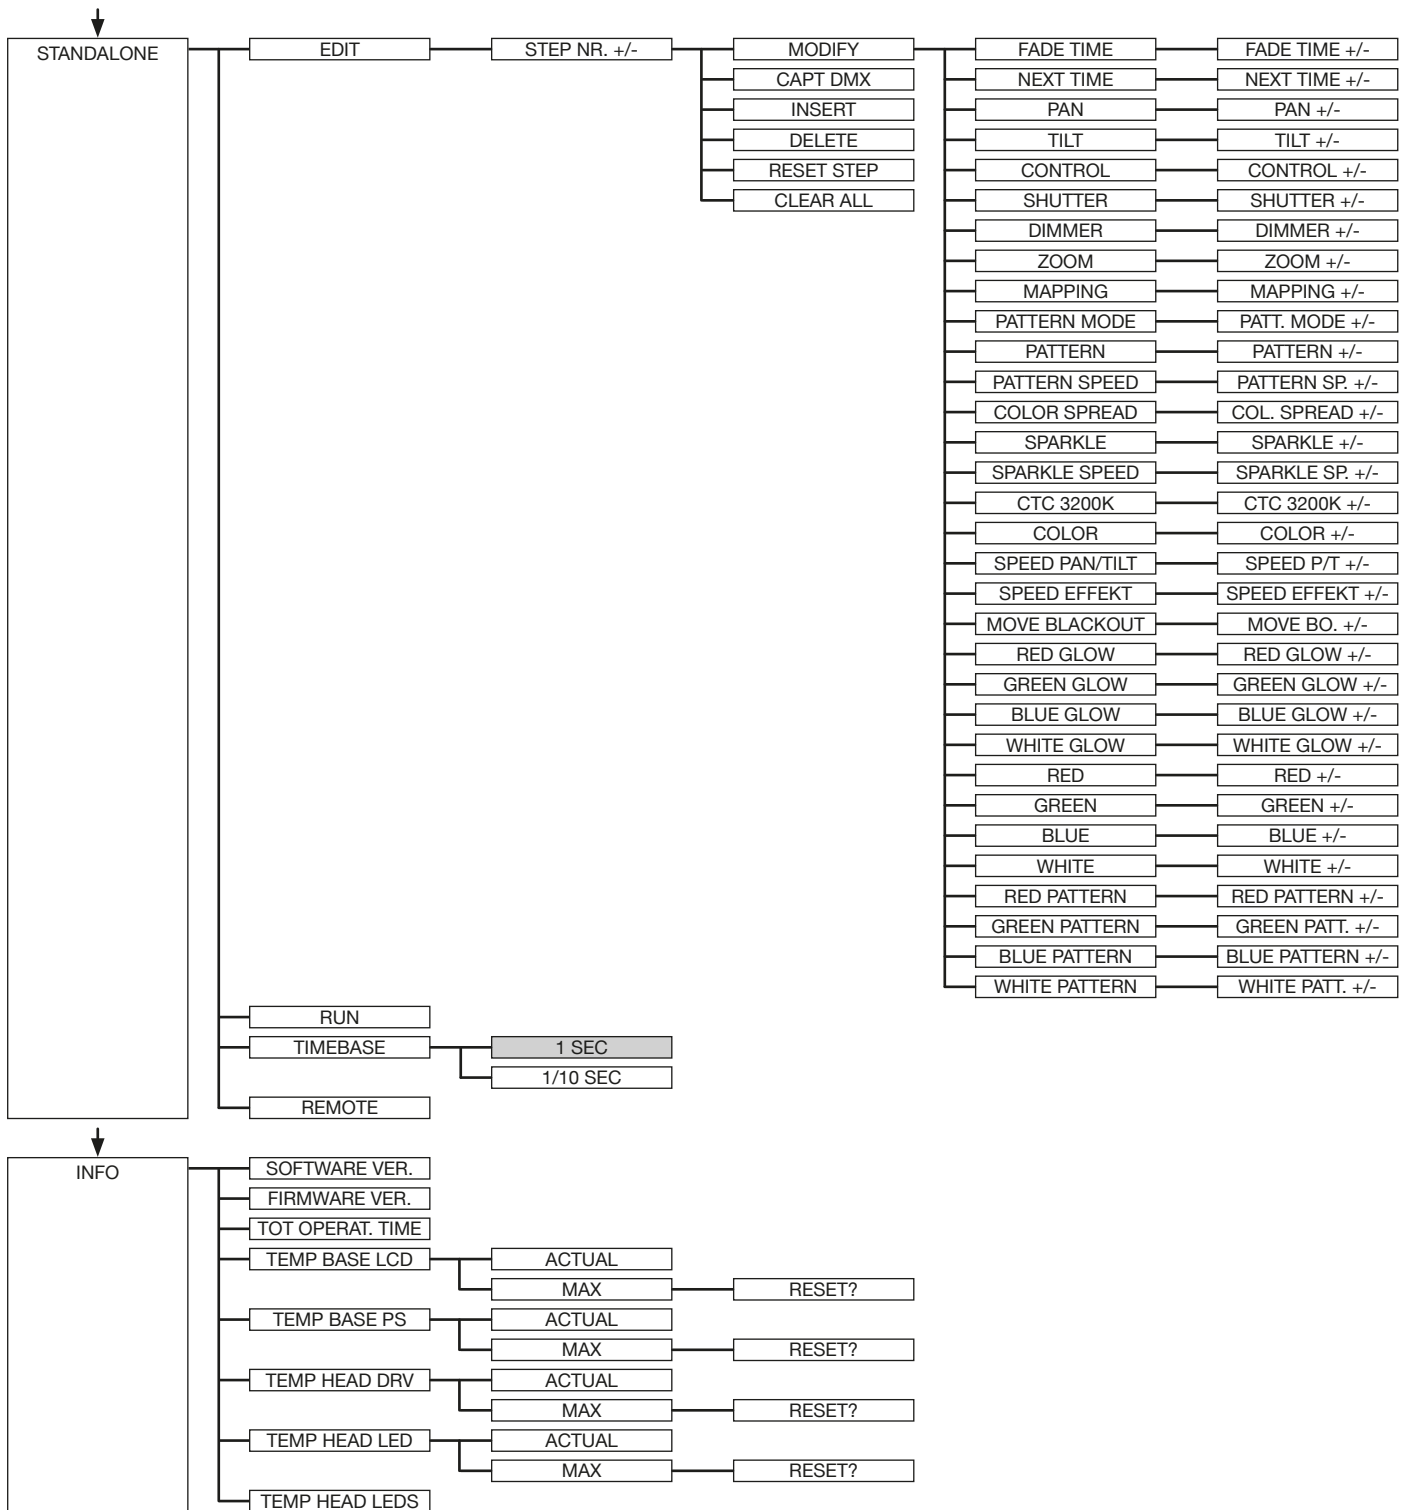 STANDALONE EDIT STEP NR. +/- MODIFY FADE TIME FADE TIME +/-
CAPT DMX NEXT TIME NEXT TIME +/-
INSERT PAN PAN +/-
DELETE TILT TILT +/-
RESET STEP CONTROL CONTROL +/-
CLEAR ALL SHUTTER SHUTTER +/-
DIMMER DIMMER +/-
ZOOM ZOOM +/-
MAPPING MAPPING +/-
PATTERN MODE PATT. MODE +/-
PATTERN PATTERN +/-
PATTERN SPEED PATTERN SP. +/-
COLOR SPREAD COL. SPREAD +/-
SPARKLE SPARKLE +/-
SPARKLE SPEED SPARKLE SP. +/-
CTC 3200K CTC 3200K +/-
COLOR COLOR +/-
SPEED PAN/TILT SPEED P/T +/-
SPEED EFFEKT SPEED EFFEKT +/-
MOVE BLACKOUT MOVE BO. +/-
RED GLOW RED GLOW +/-
GREEN GLOW GREEN GLOW +/-
BLUE GLOW BLUE GLOW +/-
WHITE GLOW WHITE GLOW +/-
RED RED +/-
GREEN GREEN +/-
BLUE BLUE +/-
WHITE WHITE +/-
RED PATTERN RED PATTERN +/-
GREEN PATTERN GREEN PATT. +/-
BLUE PATTERN BLUE PATTERN +/-
WHITE PATTERN WHITE PATT. +/-
RUN
TIMEBASE 1 SEC
1/10 SEC
REMOTE
INFO SOFTWARE VER.
FIRMWARE VER.
TOT OPERAT. TIME
TEMP BASE LCD ACTUAL
MAX RESET?
TEMP BASE PS ACTUAL
MAX RESET?
TEMP HEAD DRV ACTUAL
MAX RESET?
TEMP HEAD LED ACTUAL
MAX RESET?
TEMP HEAD LEDS